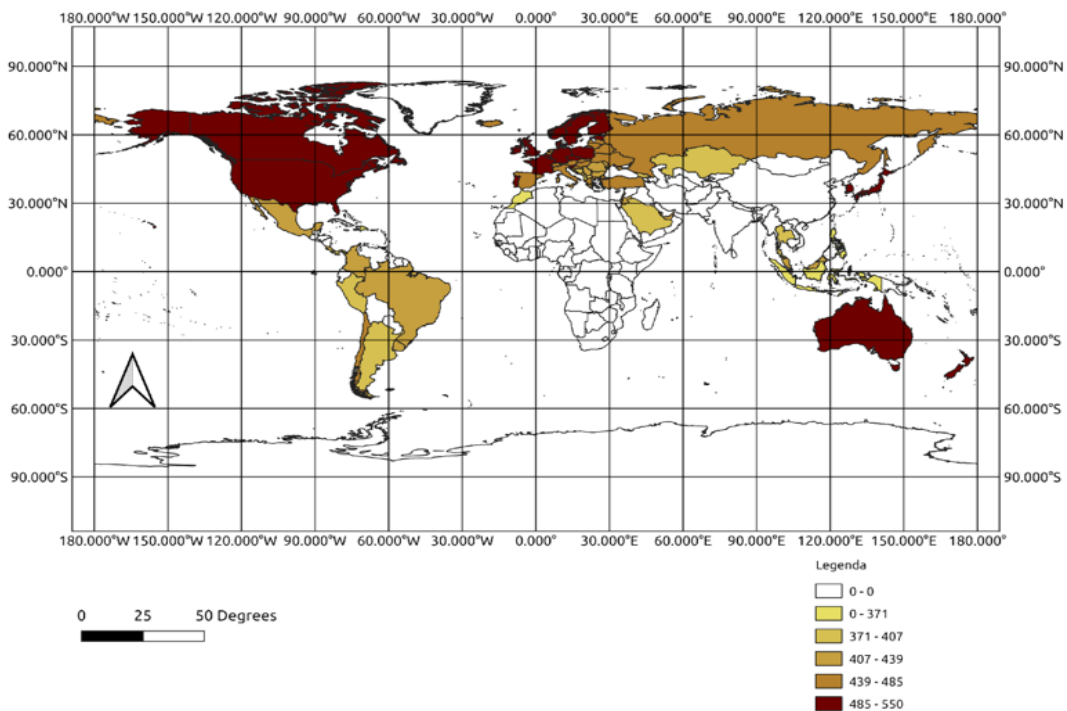 180.000°W 150.000°W 120.000°W 90.000°W 60.000°W 30.000°W 0.000° 30.000°E 60.000°E 90.000°E 120.000°E 150.000°E 180.000°
90.000°N 90.000°N
60.000°N 60.000°N
30.000°N 30.000°N
0.000° 0.000°
30.000°S 30.000°S
60.000°S 60.000°S
90.000°S 90.000°S
180.000°W 150.000°W 120.000°W 90.000°W 60.000°W 30.000°W 0.000° 30.000°E 60.000°E 90.000°E 120.000°E 150.000°E 180.000°
0 25 50 Degrees
Legenda
0 - 0
0 - 371
371 - 407
407 - 439
439 - 485
485 - 550